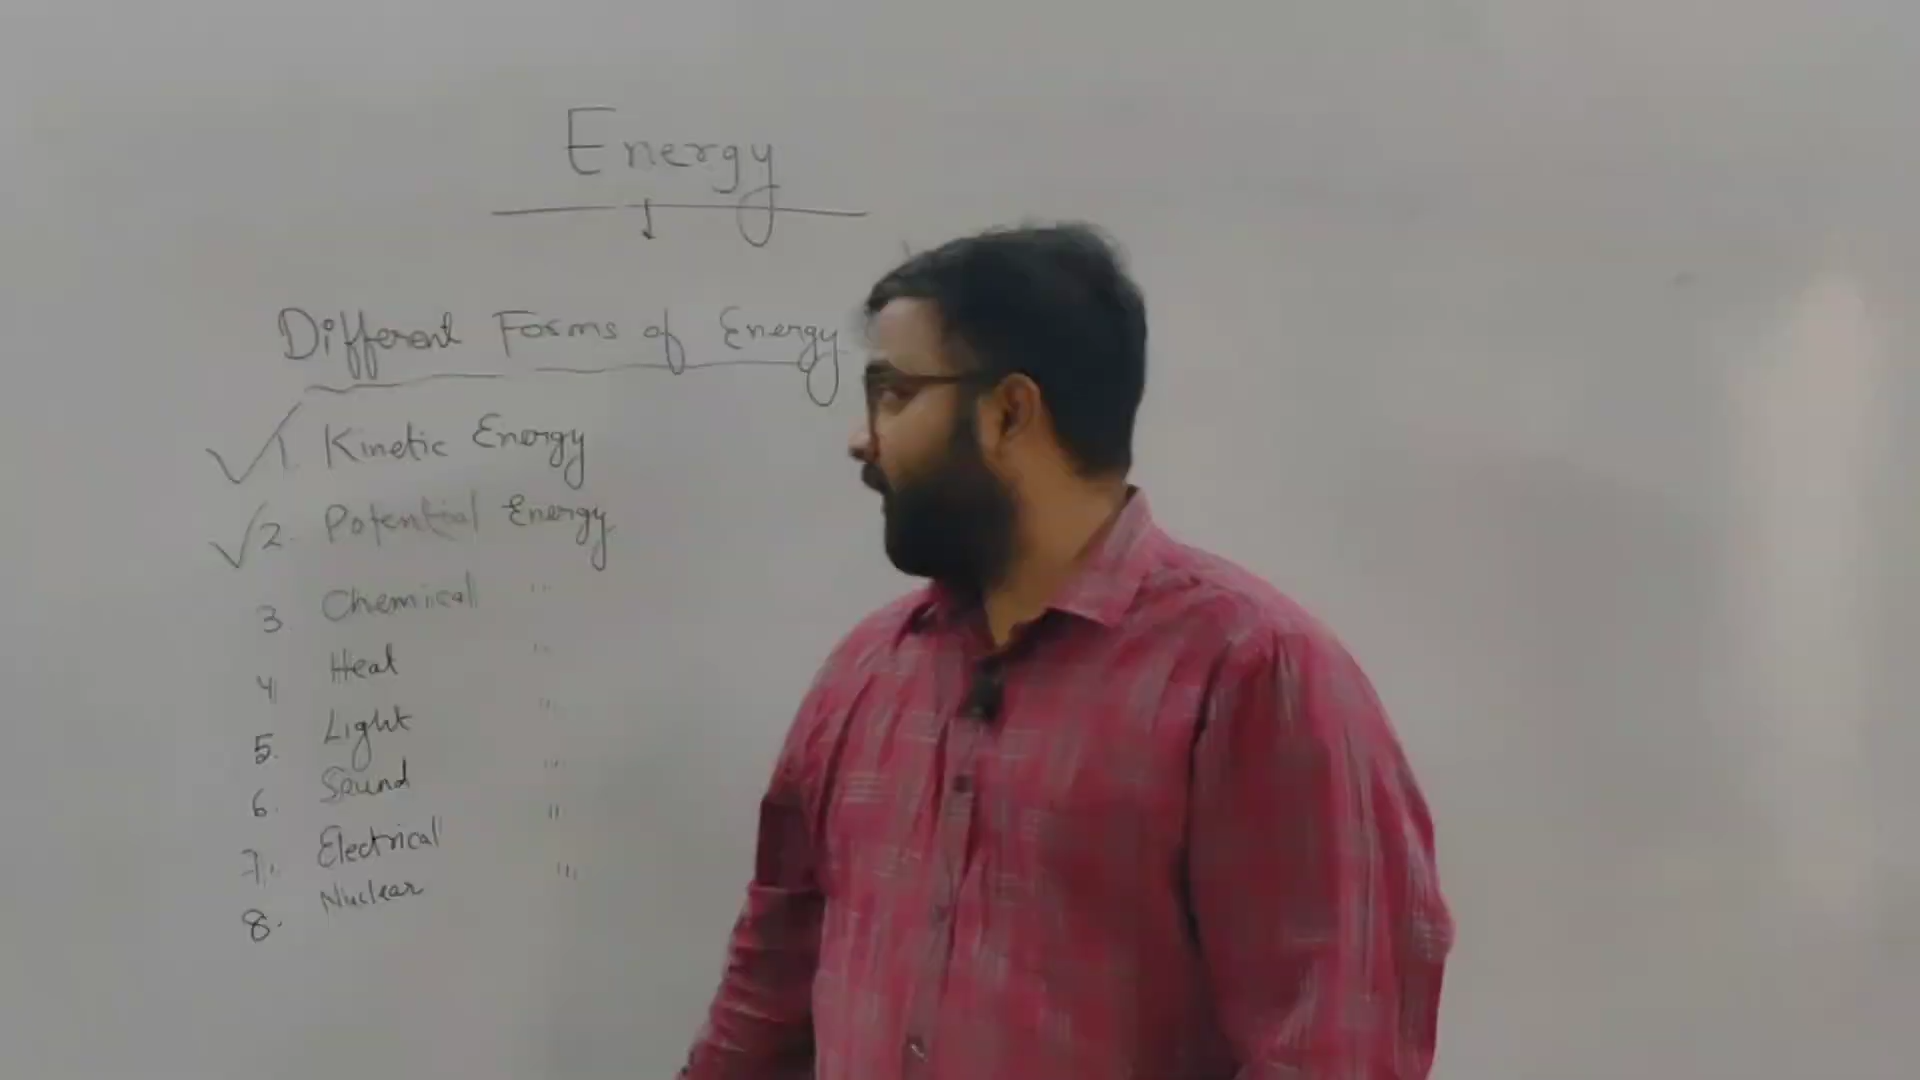 Energy
Different Forms of Energy
1. Kinetic Energy
2. Potential Energy
3 Chemical "
4 Heat "
5. Light "
6. Sound "
7. Electrical "
8. Nuclear "